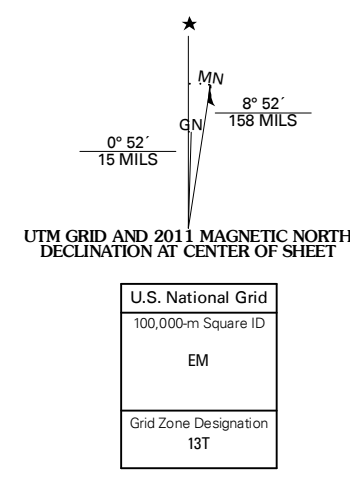 MN
GN
8° 52´
158 MILS
0° 52´
15 MILS
UTM GRID AND 2011 MAGNETIC NORTH
DECLINATION AT CENTER OF SHEET
U.S. National Grid
100,000-m Square ID
EM
Grid Zone Designation
13T